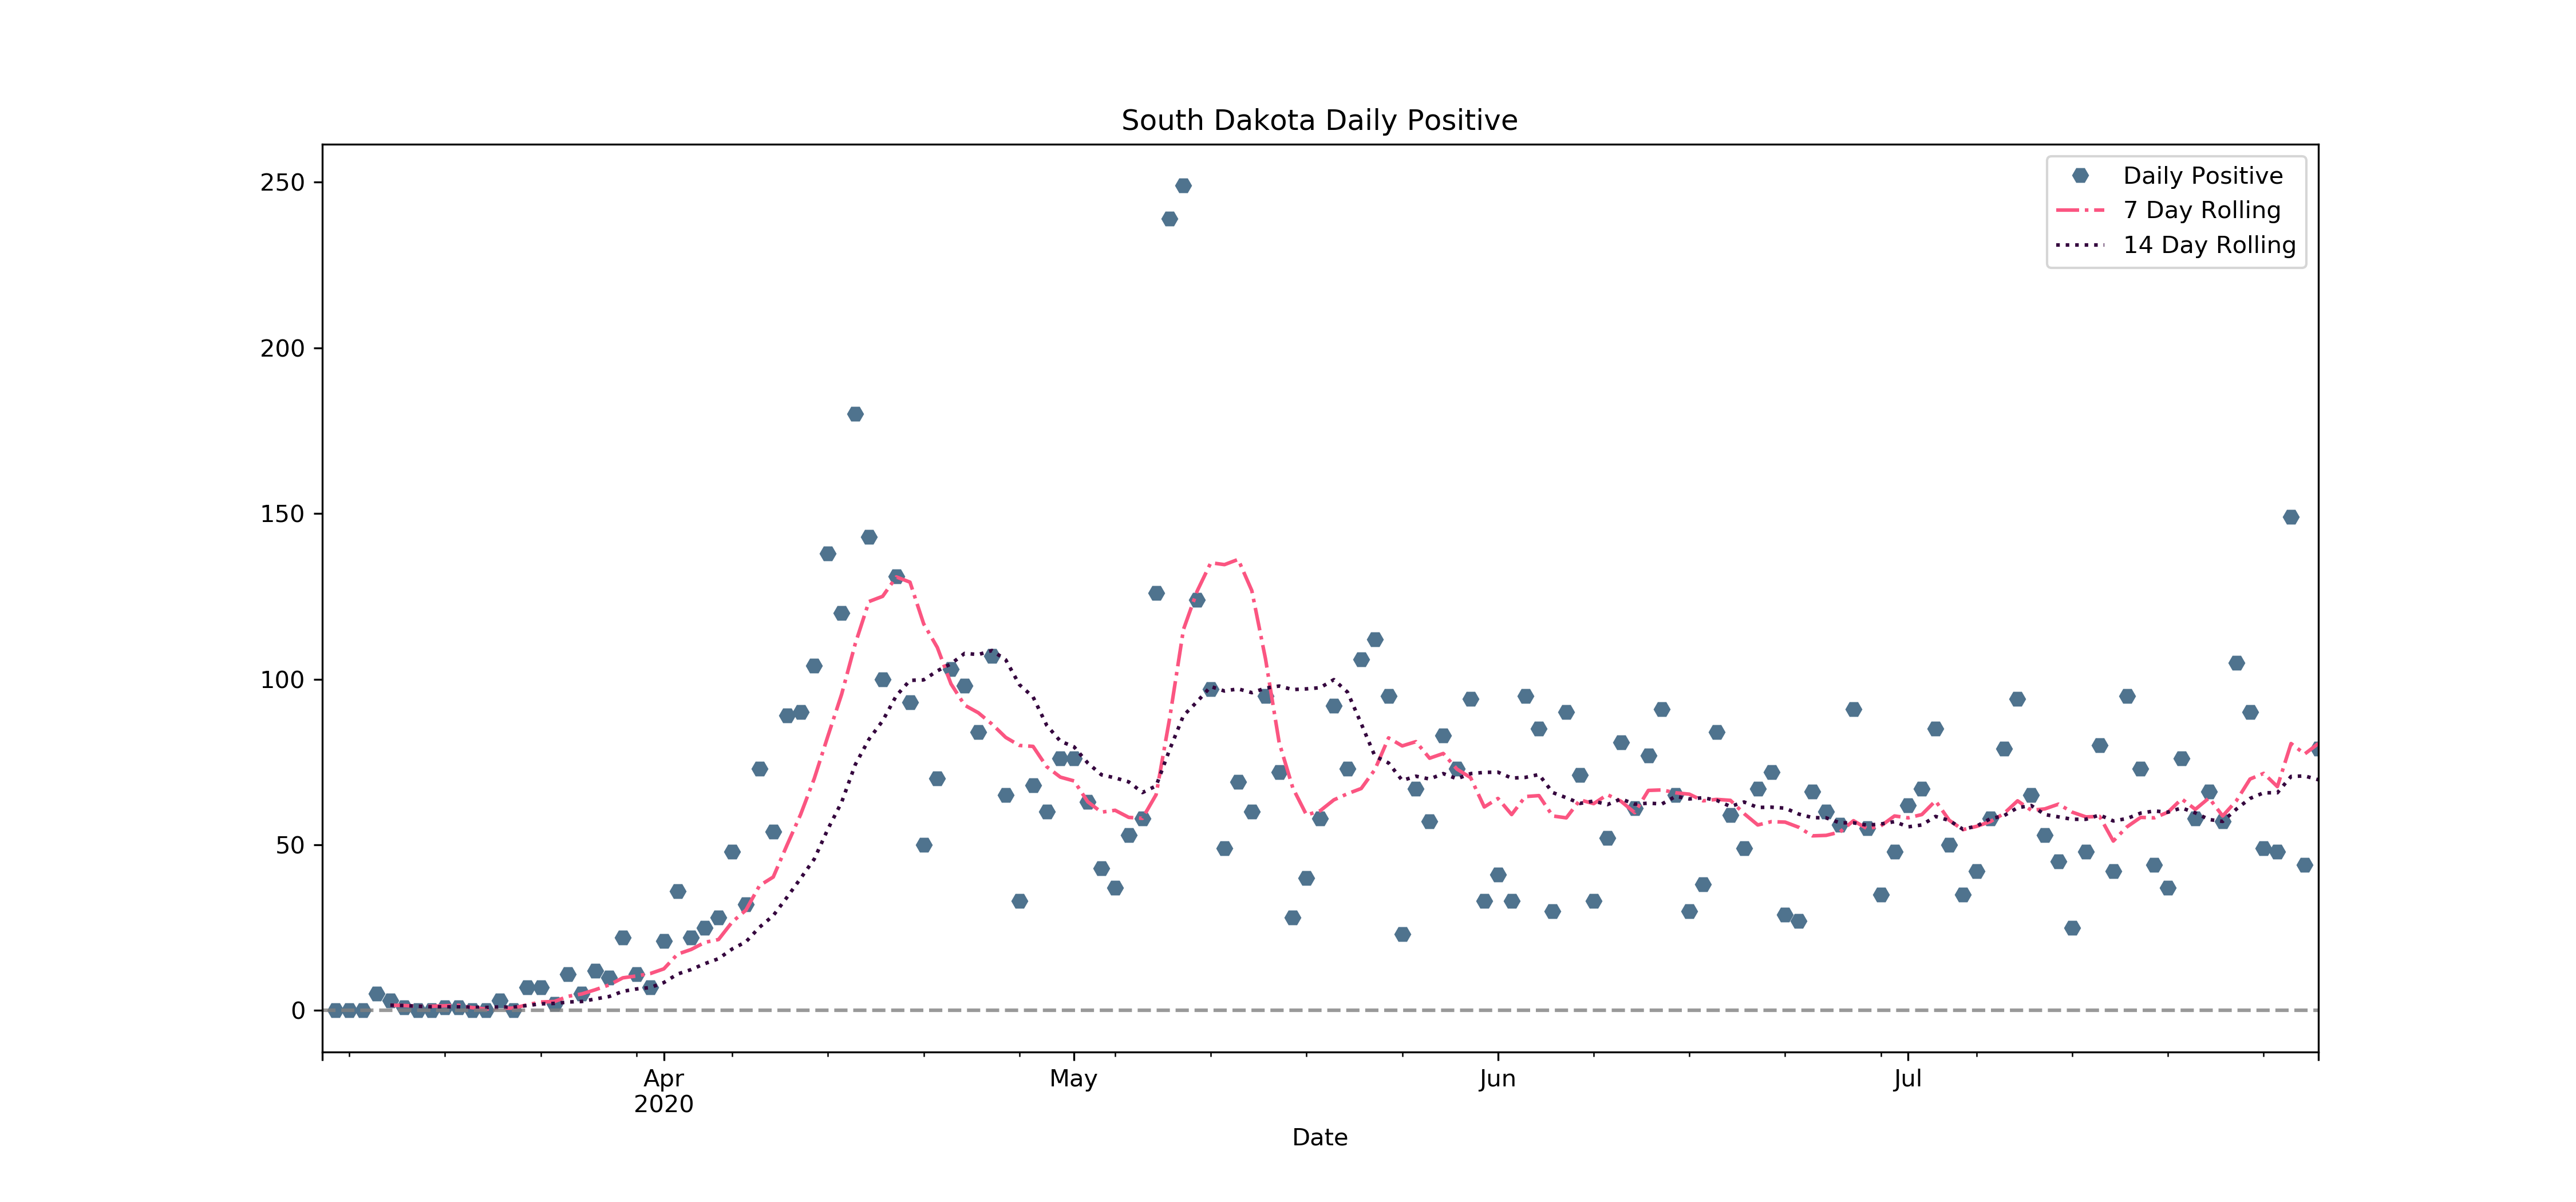 South Dakota Daily Positive
250
200
150
100
50
0
Daily Positive
7 Day Rolling
14 Day Rolling
Apr
2020
May
Jun
Jul
Date